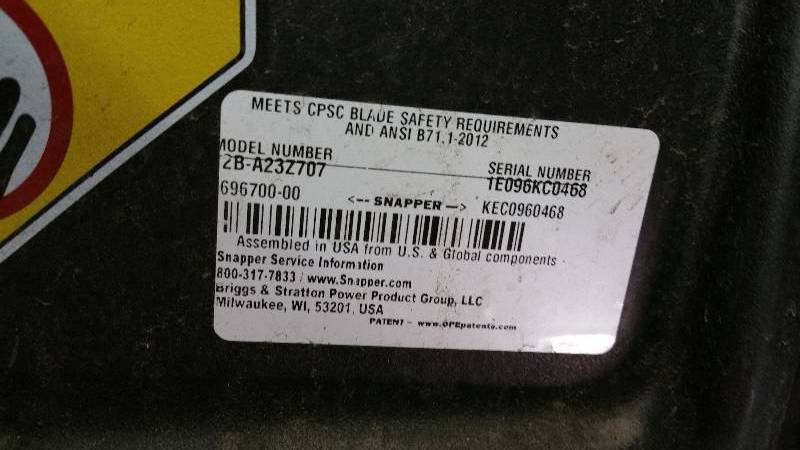 MEETS CPSC BLADE SAFETY REQUIREMENTS
AND ANSI B71.1-2012
MODEL NUMBER
SERIAL NUMBER
2B-A23Z707
1E096KC0468
696700-00
<-- SNAPPER -->
KEC0960468
Assembled in USA from U.S. & Global components
Snapper Service Information
800-317-7833 / www.Snapper.com
Briggs & Stratton Power Product Group, LLC
Milwaukee, WI, 53201, USA
PATENT - www.OPEpatents.com